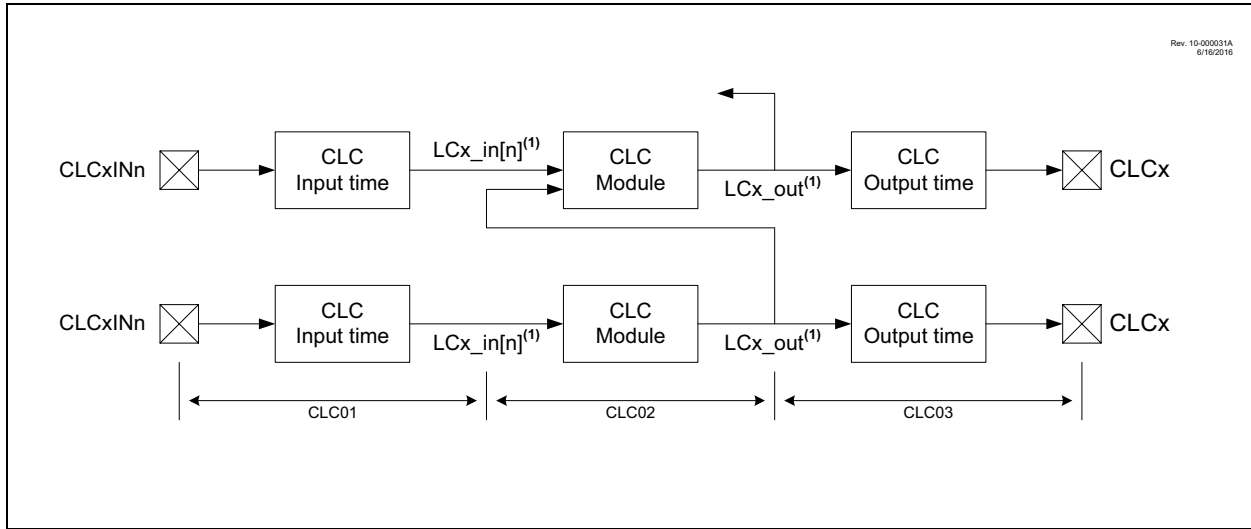 Rev. 10-000031A
6/16/2016
CLCxINn
CLC
Input time
LCx_in[n](1)
CLC
Module
LCx_out(1)
CLC
Output time
CLCx
CLCxINn
CLC
Input time
LCx_in[n](1)
CLC
Module
LCx_out(1)
CLC
Output time
CLCx
CLC01
CLC02
CLC03